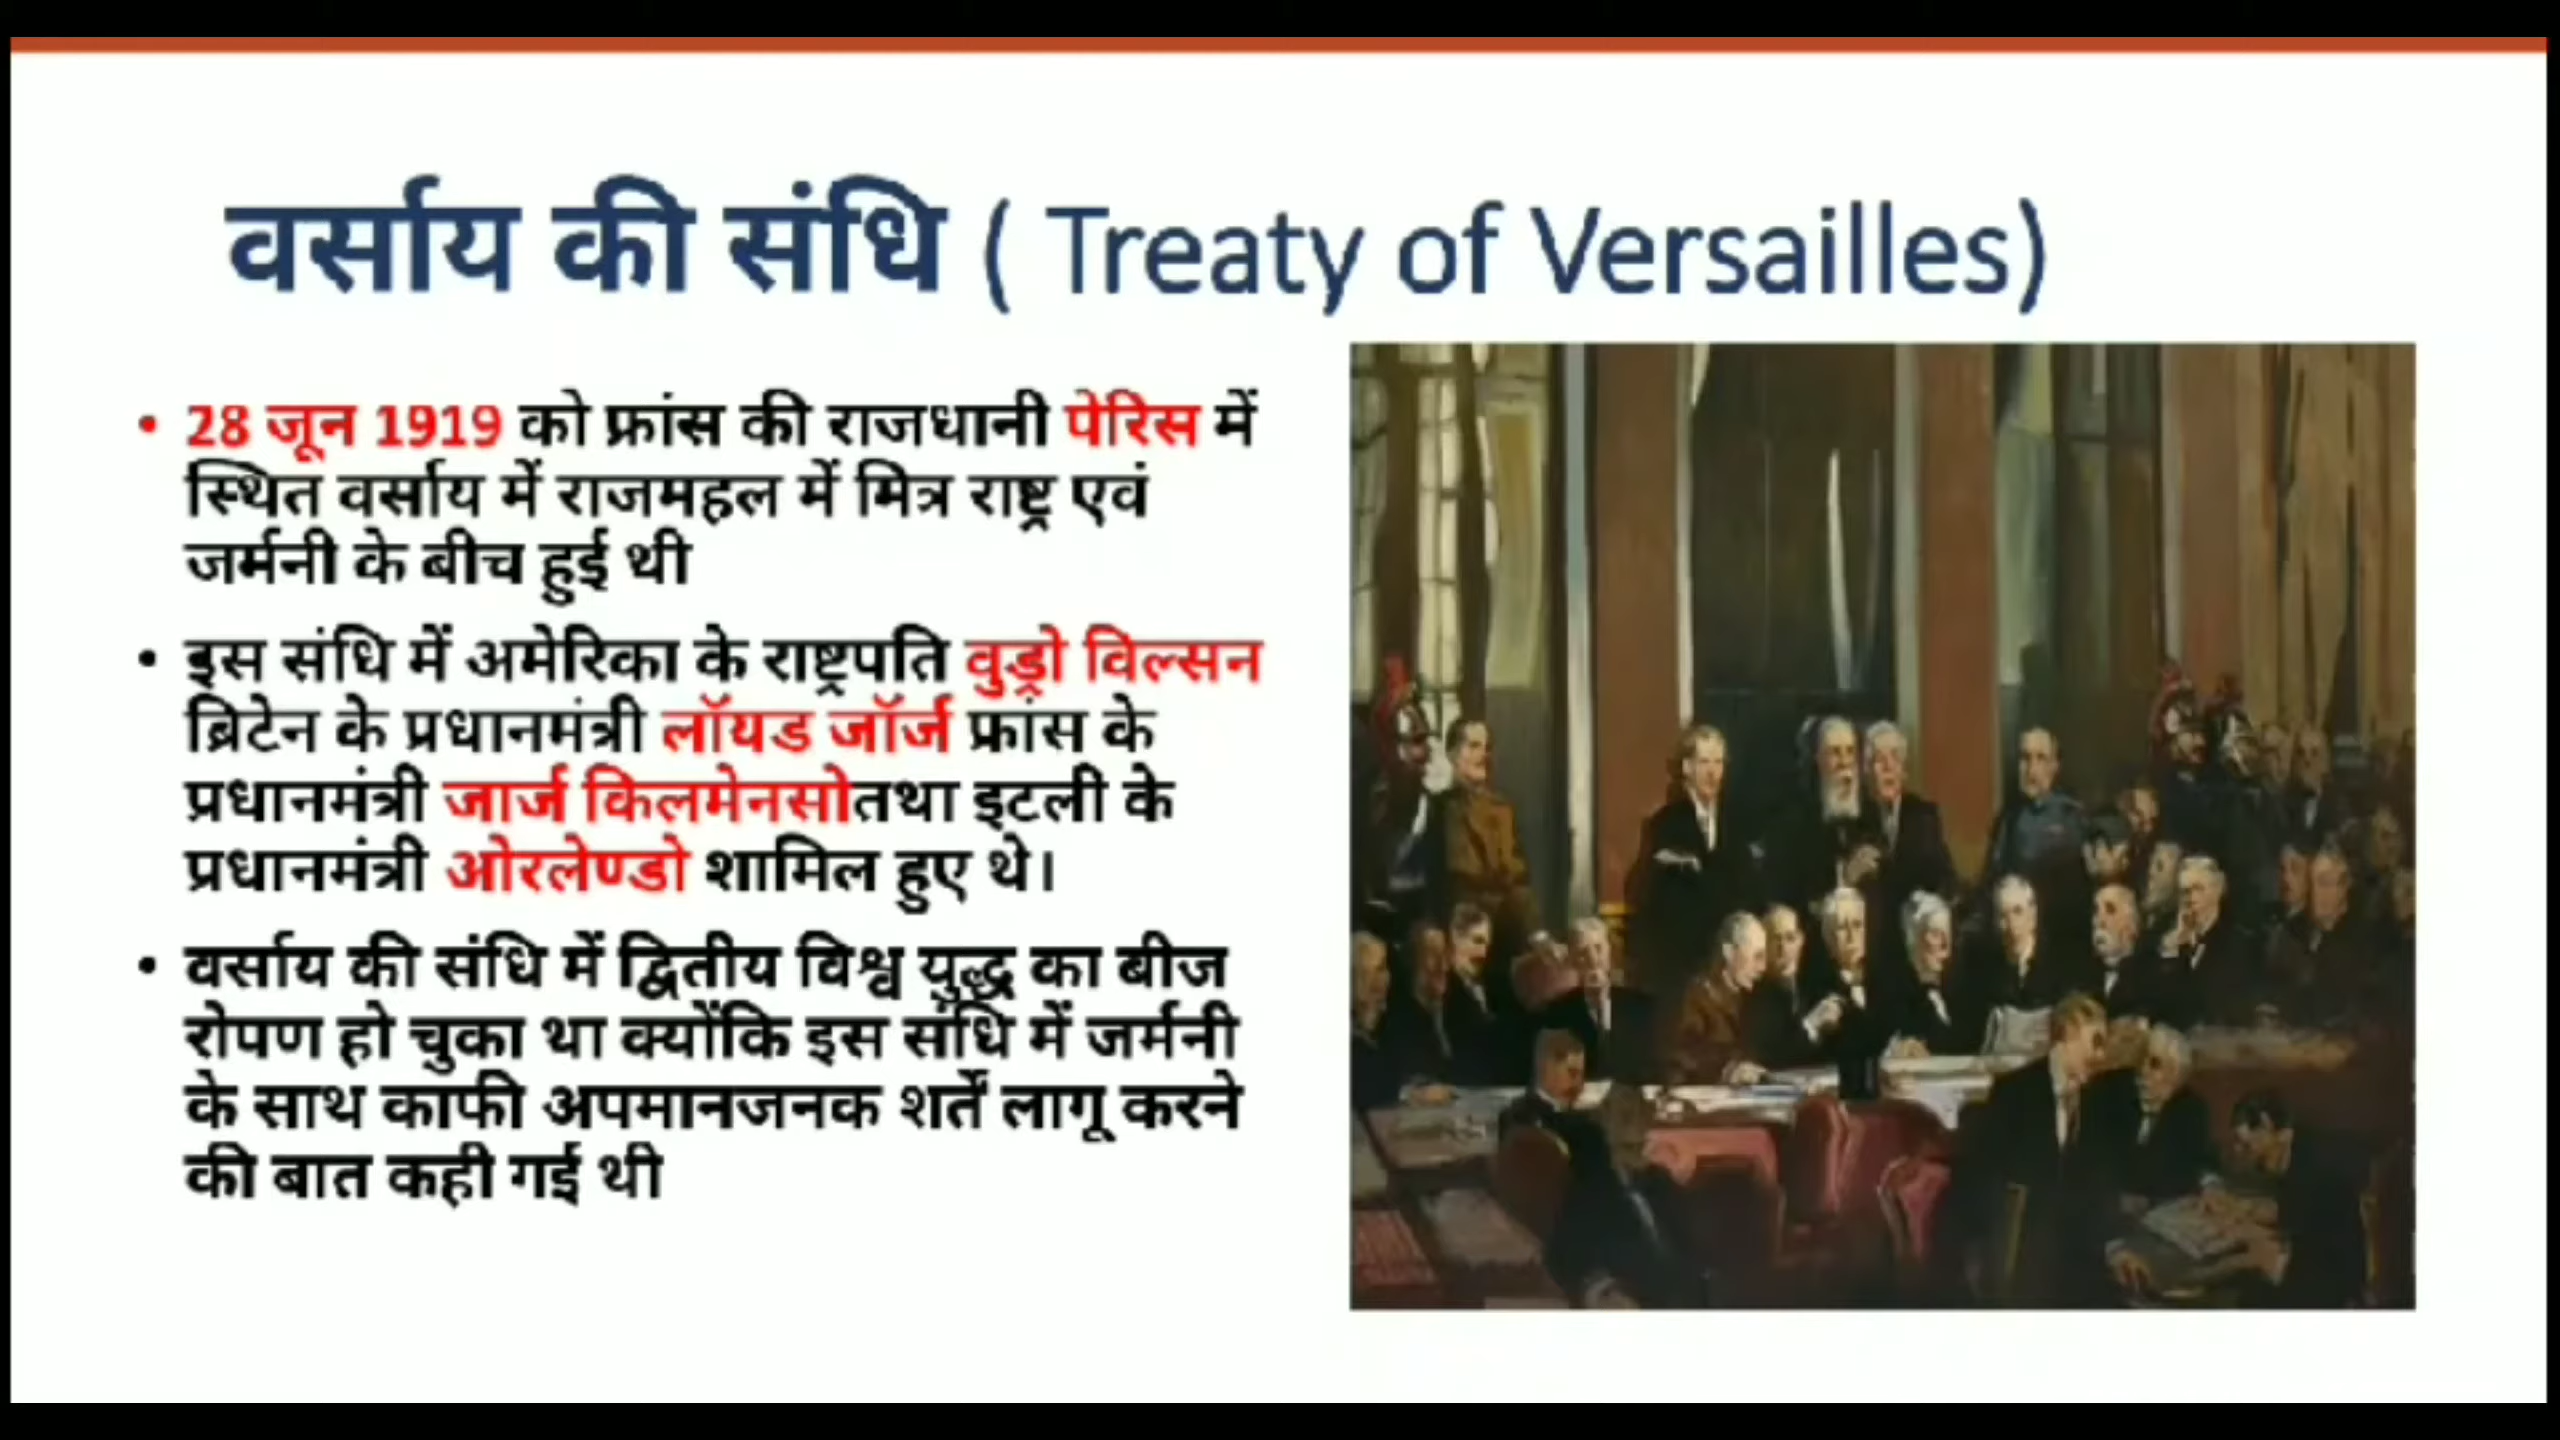 वर्साय की संधि ( Treaty of Versailles)
• 28 जून 1919 को फ्रांस की राजधानी पेरिस में
स्थित वर्साय में राजमहल में मित्र राष्ट्र एवं
जर्मनी के बीच हुई थी
• इस संधि में अमेरिका के राष्ट्रपति वुड्रो विल्सन
ब्रिटेन के प्रधानमंत्री लॉयड जॉर्ज फ्रांस के
प्रधानमंत्री जार्ज किलमेनसोतथा इटली के
प्रधानमंत्री ओरलेण्डो शामिल हुए थे।
• वर्साय की संधि में द्वितीय विश्व युद्ध का बीज
रोपण हो चुका था क्योंकि इस संधि में जर्मनी
के साथ काफी अपमानजनक शर्तें लागू करने
की बात कही गई थी